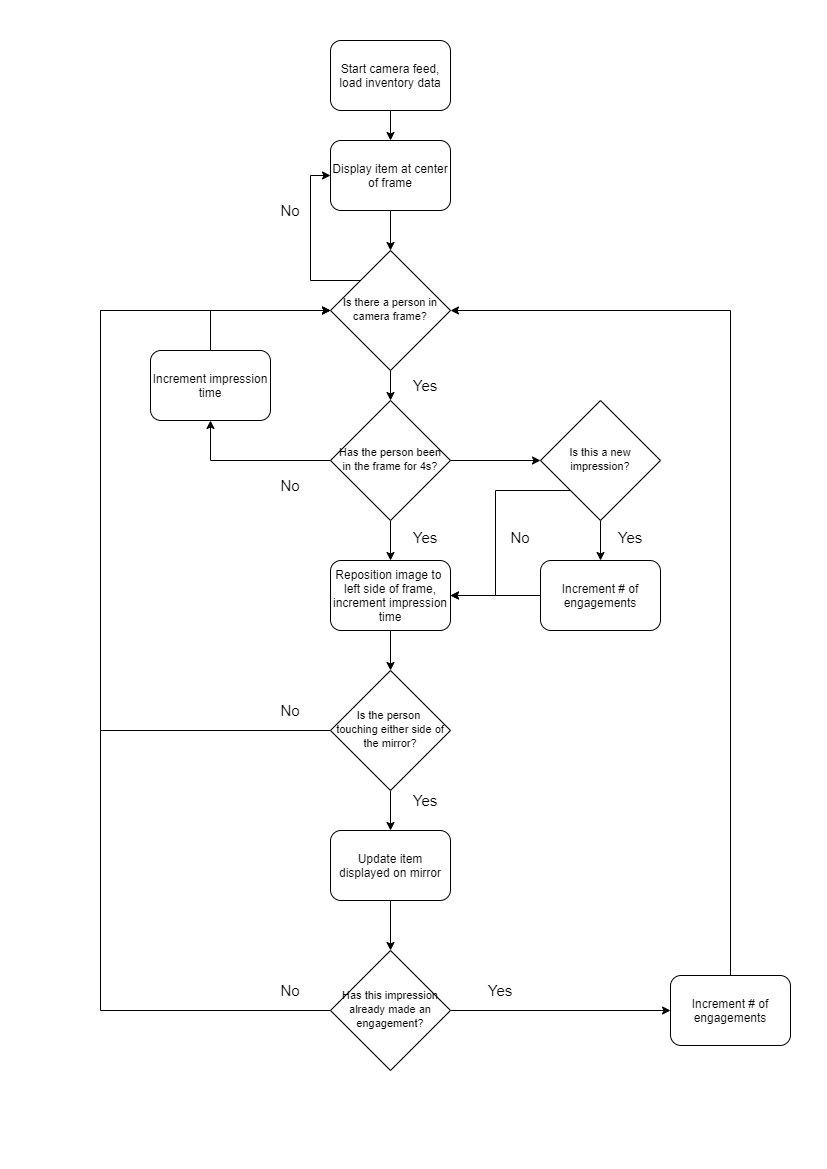 Start camera feed,
load inventory data
Display item at center
of frame
No
Is there a person in
camera frame?
Increment impression
time
Yes
Has the person been
in the frame for 4s?
Is this a new
impression?
No
Yes
No
Yes
Reposition image to
left side of frame,
increment impression
time
Increment # of
engagements
No
Is the person
touching either side of
the mirror?
Yes
Update item
displayed on mirror
No
Has this impression
already made an
engagement?
Yes
Increment # of
engagements